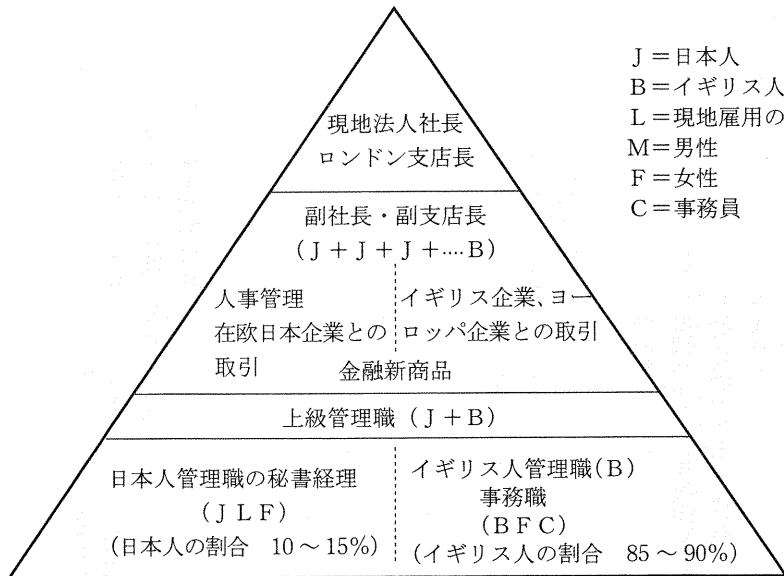 現地法人社長
ロンドン支店長
副社長・副支店長
(J+J+J+‥‥B)
人事管理
在欧日本企業との
取引
イギリス企業、ヨー
ロッパ企業との取引
金融新商品
上級管理職(J+B)
日本人管理職の秘書経理
(JLF)
(日本人の割合 10~15%)
イギリス人管理職(B)
事務職
(BFC)
(イギリス人の割合 85~90%)
J=日本人
B=イギリス人
L=現地雇用の
M=男性
F=女性
C=事務員